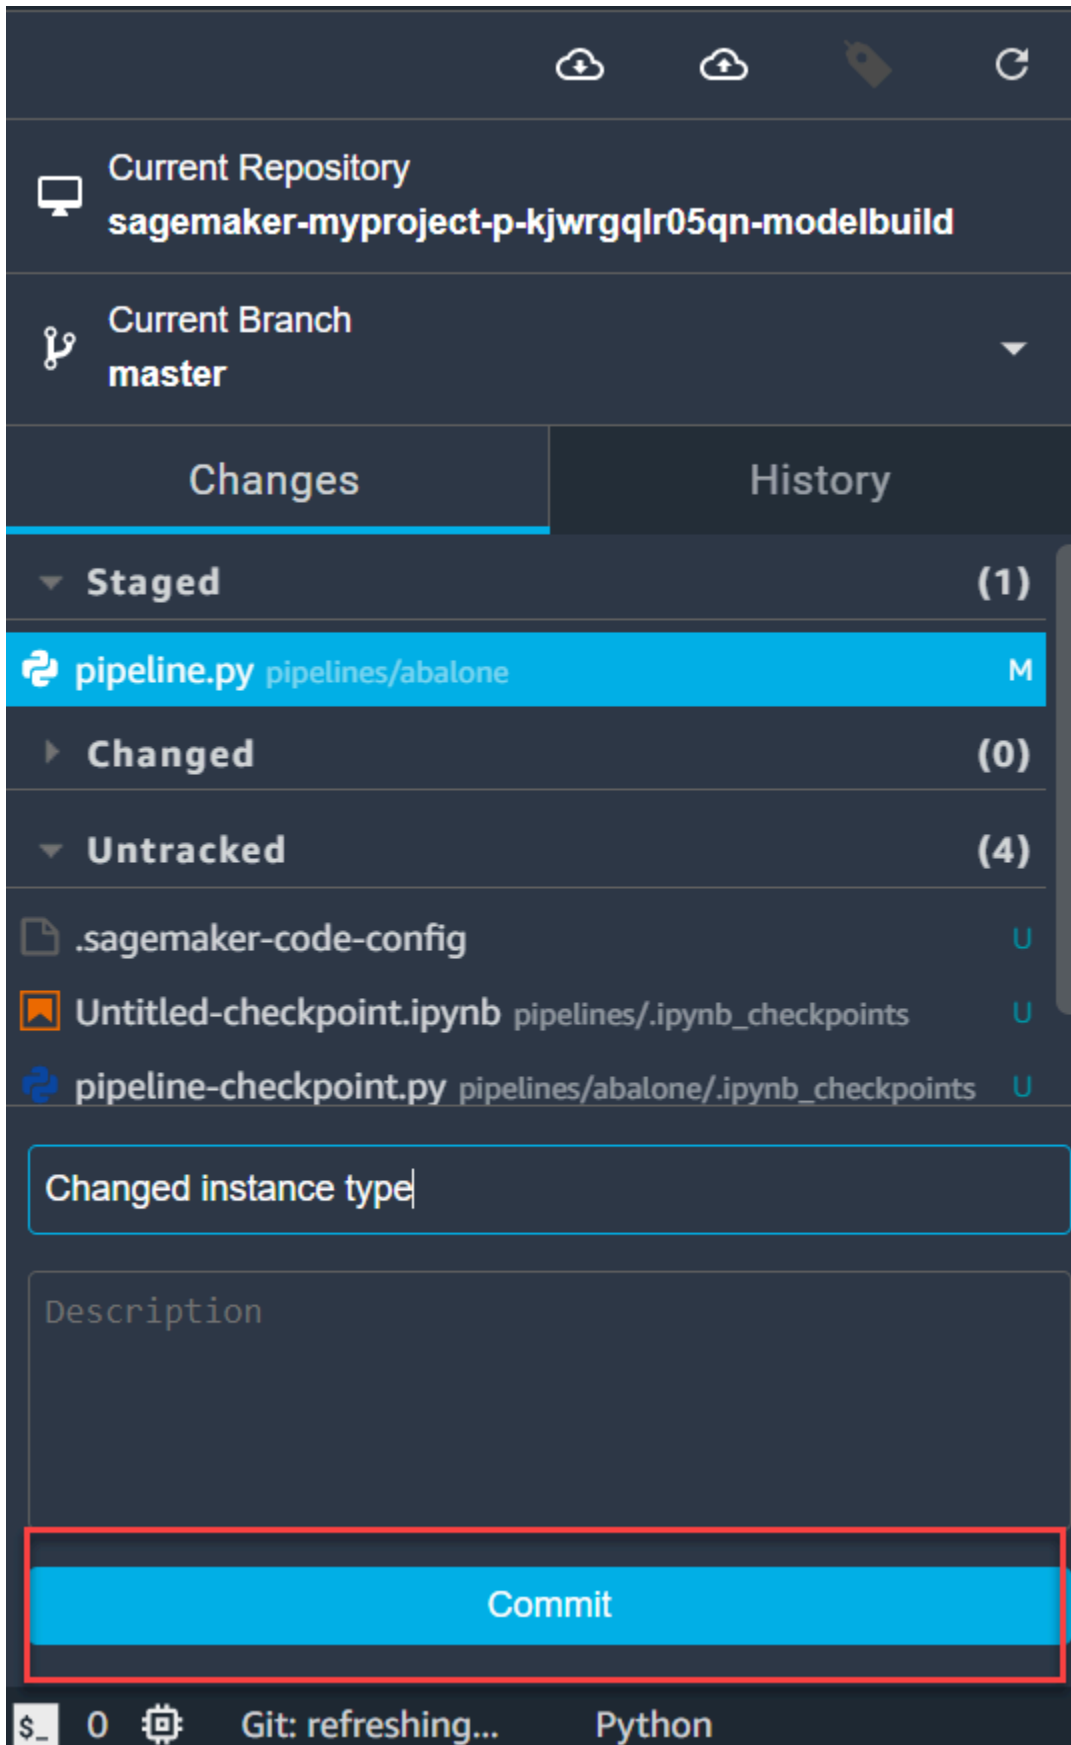 Current Repository
sagemaker-myproject-p-kjwrgqlr05qn-modelbuild
Current Branch
master
Changes History
Staged (1)
pipeline.py pipelines/abalone M
Changed (0)
Untracked (4)
.sagemaker-code-config U
Untitled-checkpoint.ipynb pipelines/.ipynb_checkpoints U
pipeline-checkpoint.py pipelines/abalone/.ipynb_checkpoints U
Changed instance type
Description
Commit
$_ 0 Git: refreshing... Python